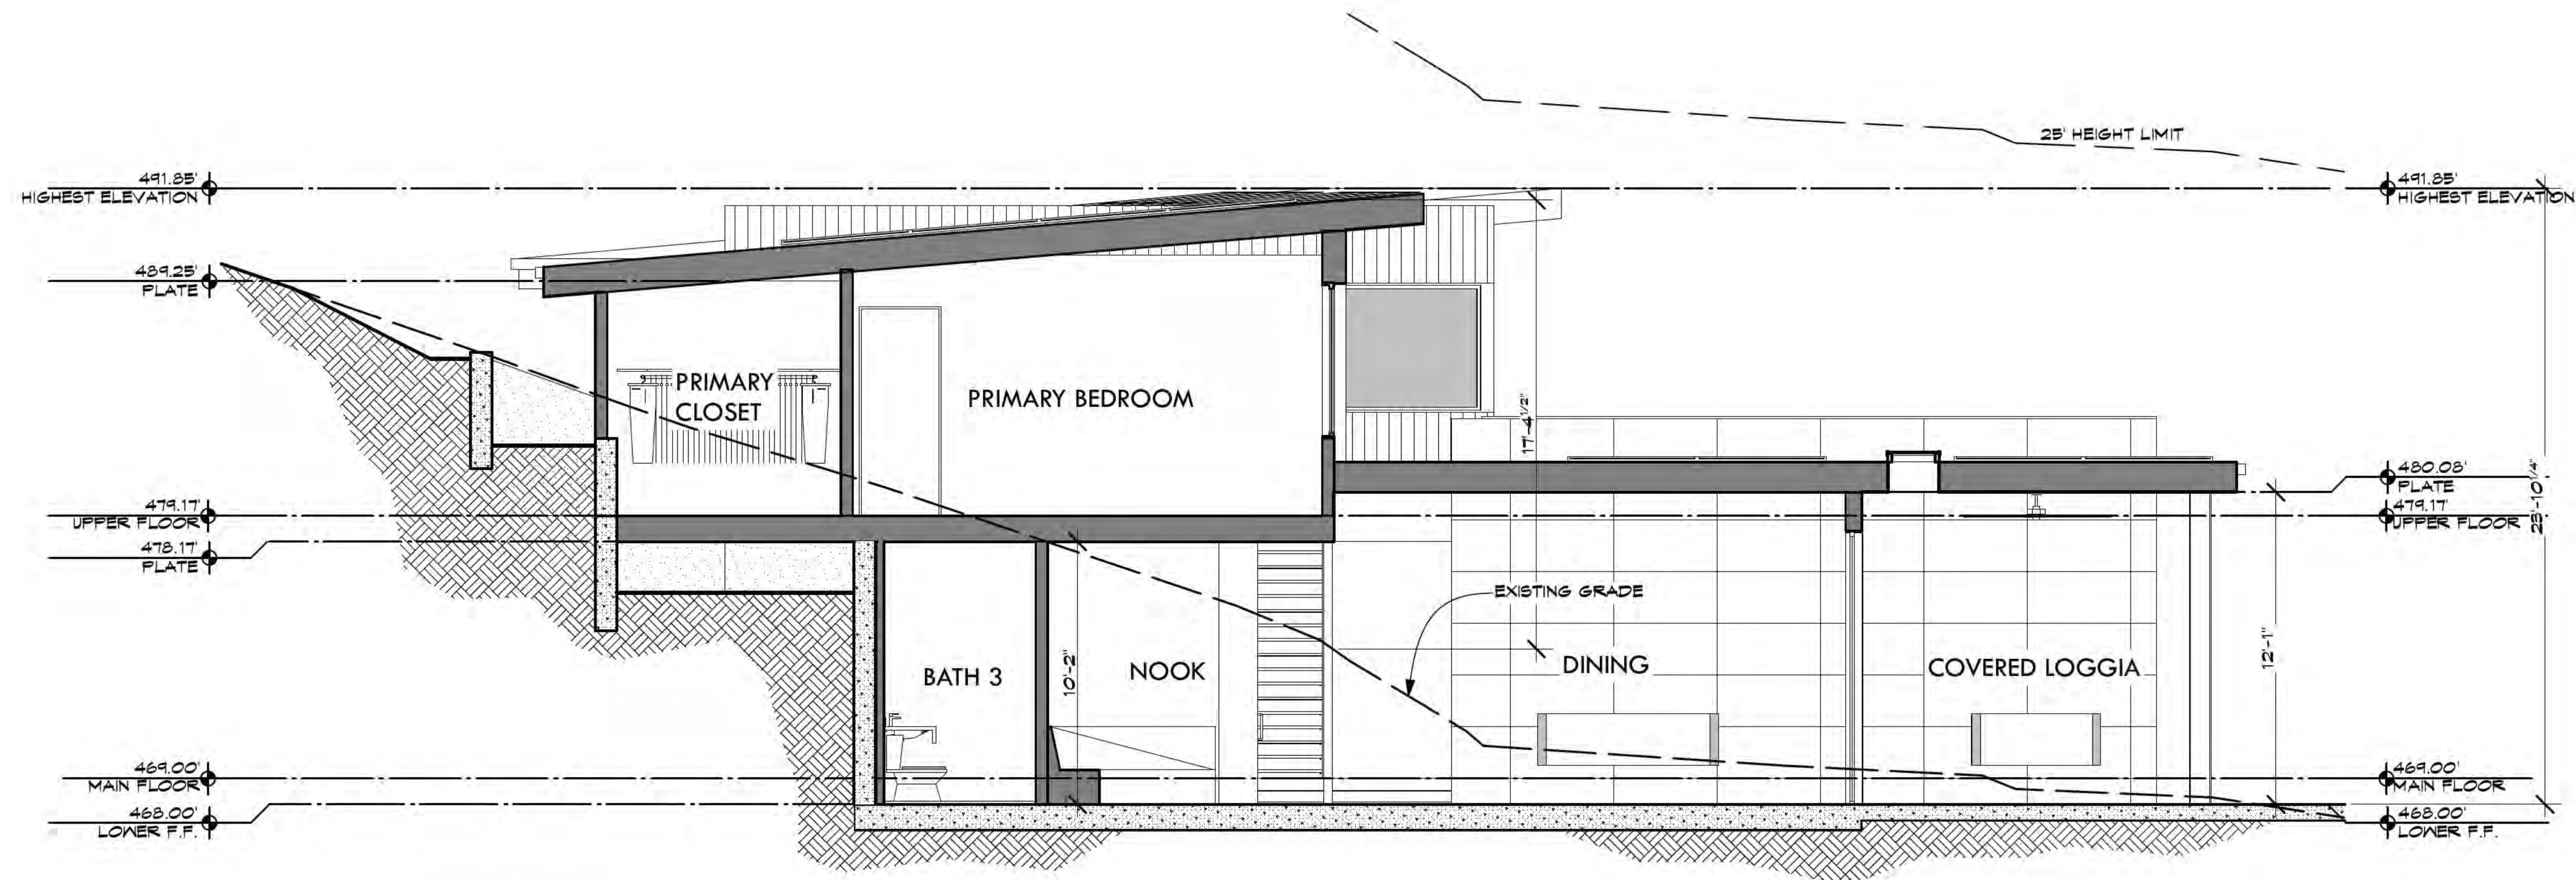 25' HEIGHT LIMIT
491.85'
HIGHEST ELEVATION
491.85'
HIGHEST ELEVATION
489.25'
PLATE
PRIMARY
CLOSET
PRIMARY BEDROOM
17'-4 1/2"
480.08'
PLATE
23'-10 1/4"
479.17'
UPPER FLOOR
479.17'
UPPER FLOOR
478.17'
PLATE
EXISTING GRADE
BATH 3
10'-2"
NOOK
DINING
COVERED LOGGIA
12'-1"
469.00'
MAIN FLOOR
469.00'
MAIN FLOOR
468.00'
LOWER F.F.
468.00'
LOWER F.F.